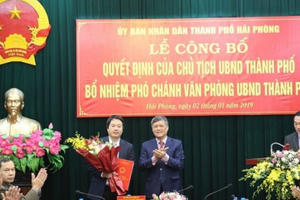 ỦY BAN NHÂN DÂN THÀNH PHỐ HẢI PHÒNG
LỄ CÔNG BỐ
QUYẾT ĐỊNH CỦA CHỦ TỊCH UBND THÀNH PHỐ
BỔ NHIỆM PHÓ CHÁNH VĂN PHÒNG UBND THÀNH P
Hải Phòng, ngày 02 tháng 01 năm 2019